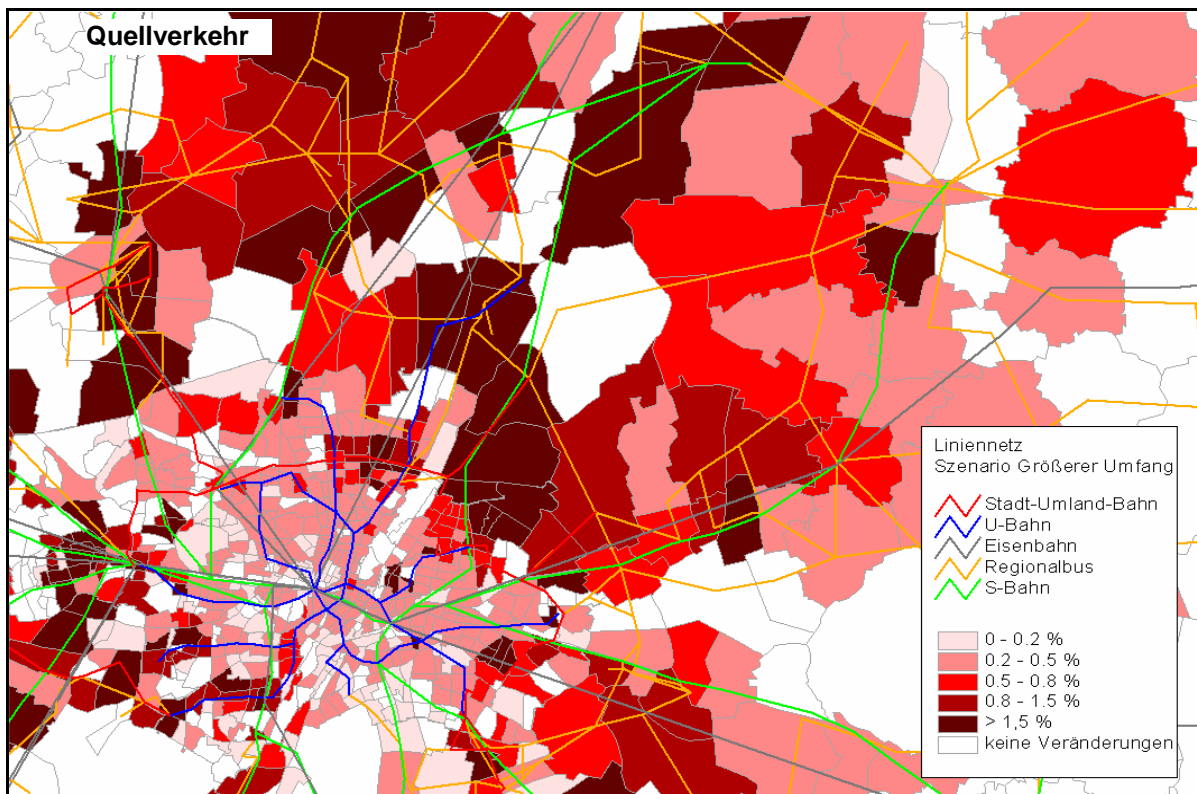 Quellverkehr
Liniennetz
Szenario Größerer Umfang
Stadt-Umland-Bahn
U-Bahn
Eisenbahn
Regionalbus
S-Bahn
0 - 0.2 %
0.2 - 0.5 %
0.5 - 0.8 %
0.8 - 1.5 %
> 1,5 %
keine Veränderungen